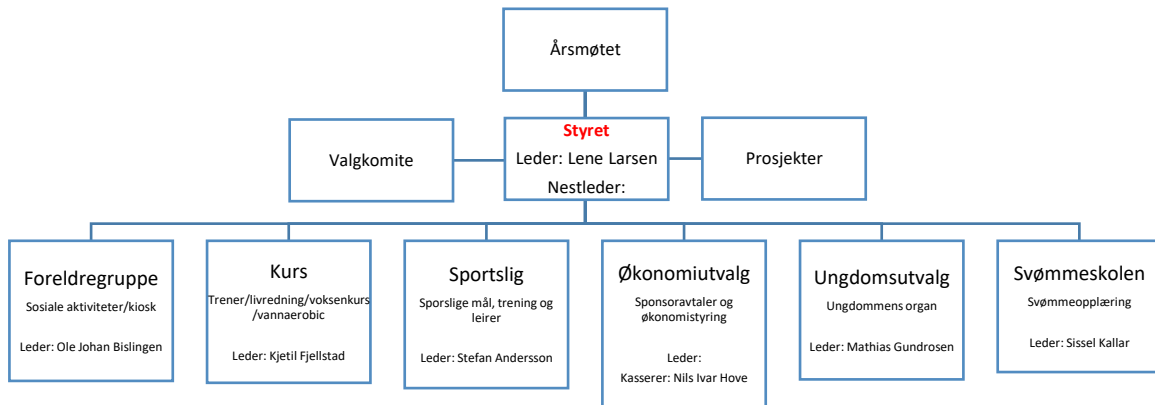 Årsmøtet
Styret
Leder: Lene Larsen
Nestleder:
Valgkomite
Prosjekter
Foreldregruppe
Sosiale aktiviteter/kiosk
Leder: Ole Johan Bislingen
Kurs
Trener/livredning/voksenkurs
/vannaerobic
Leder: Kjetil Fjellstad
Sportslig
Sporslige mål, trening og
leirer
Leder: Stefan Andersson
Økonomiutvalg
Sponsoravtaler og
økonomistyring
Leder:
Kasserer: Nils Ivar Hove
Ungdomsutvalg
Ungdommens organ
Leder: Mathias Gundrosen
Svømmeskolen
Svømmeopplæring
Leder: Sissel Kallar